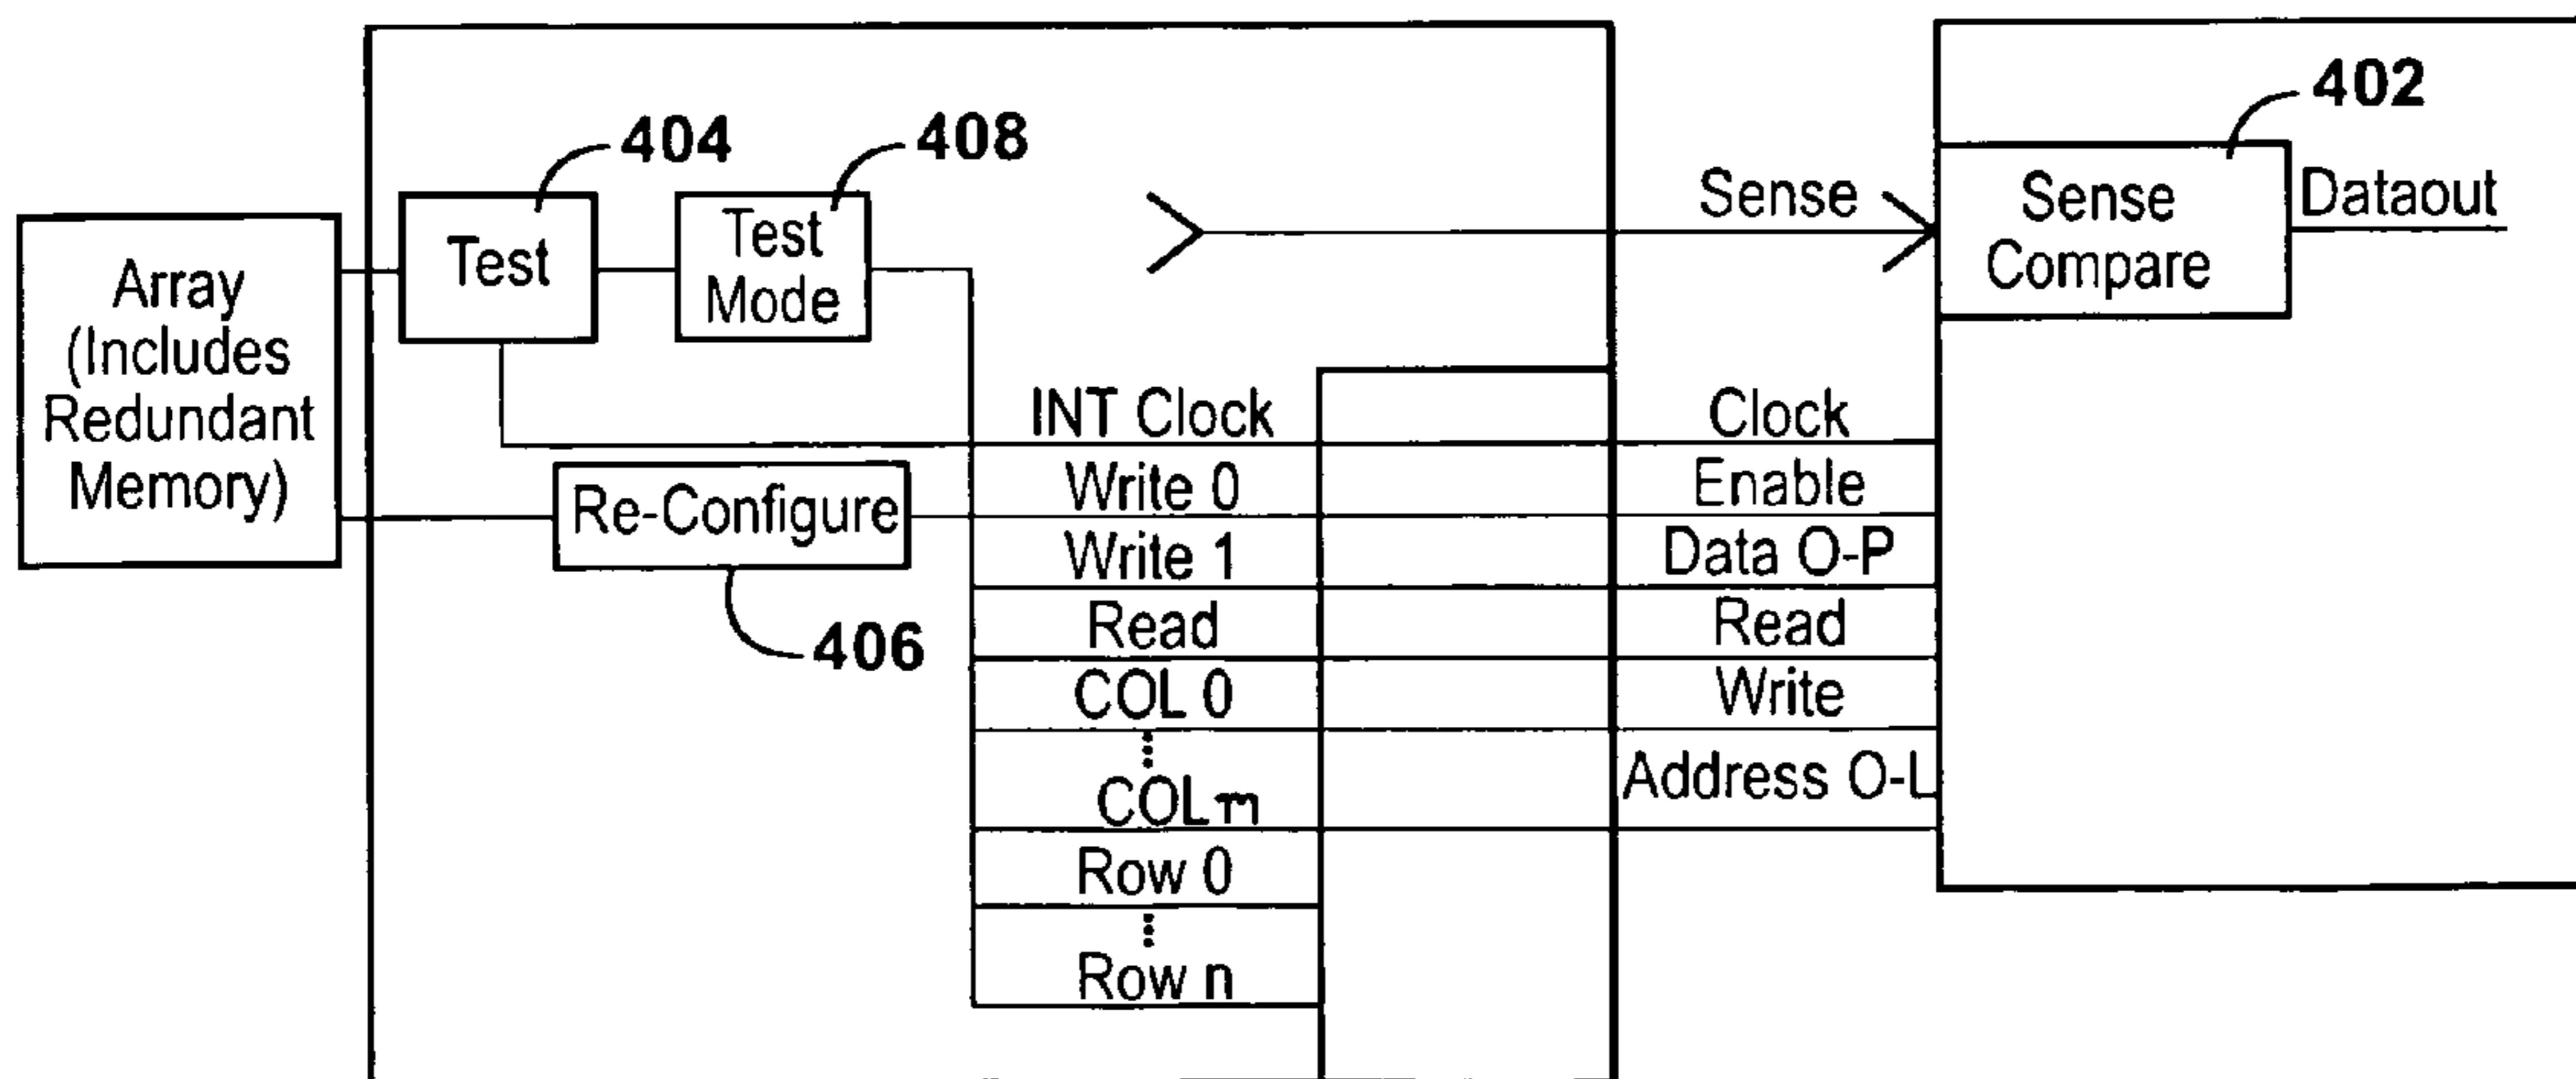 402
404
408
Test
Test
Mode
Array
(Includes
Redundant
Memory)
Sense
Sense
Compare
Dataout
INT Clock
Clock
Write 0
Enable
Re-Configure
Write 1
Data O-P
406
Read
Read
COL 0
Write
COL m
Address O-L
Row 0
Row n